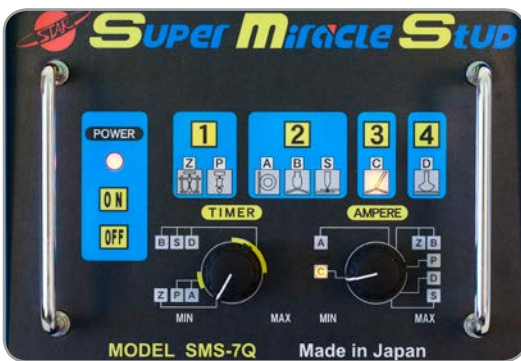 STAR
SUPER MIRACLE STUD
POWER
ON
OFF
1
Z P
2
A B S
3
C
4
D
TIMER
B S D
Z P A
MIN MAX
AMPERE
A
C
Z B
P
D
S
MIN MAX
MODEL SMS-7Q Made in Japan